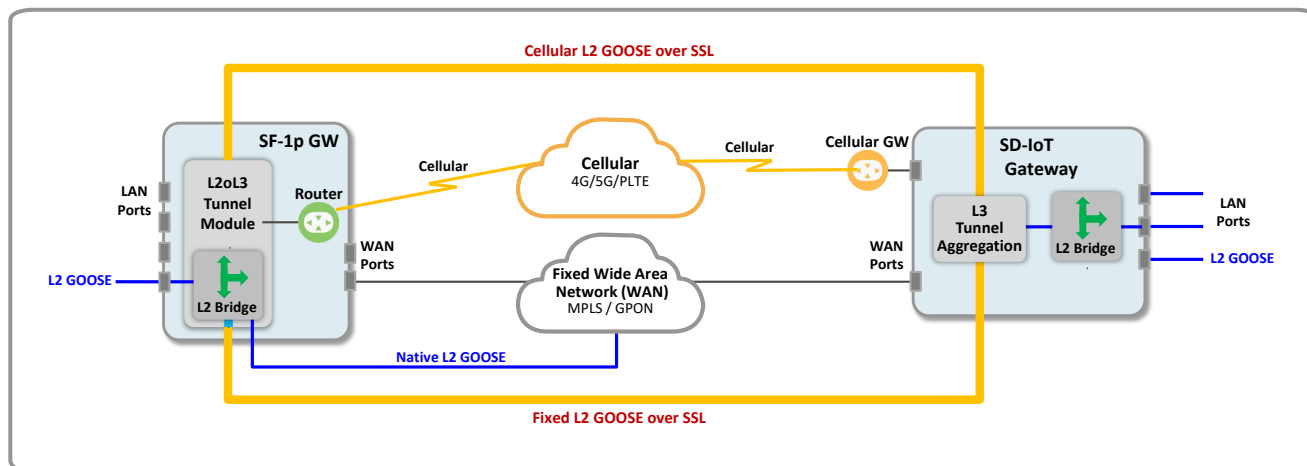 Cellular L2 GOOSE over SSL
SF-1p GW
L2oL3
Tunnel
Module
LAN
Ports
Router
WAN
Ports
L2 GOOSE
L2 Bridge
Native L2 GOOSE
Cellular
Cellular
4G/5G/PLTE
Cellular
Cellular GW
Fixed Wide Area
Network (WAN)
MPLS / GPON
WAN
Ports
SD-IoT
Gateway
L3
Tunnel
Aggregation
L2 Bridge
LAN
Ports
L2 GOOSE
Fixed L2 GOOSE over SSL